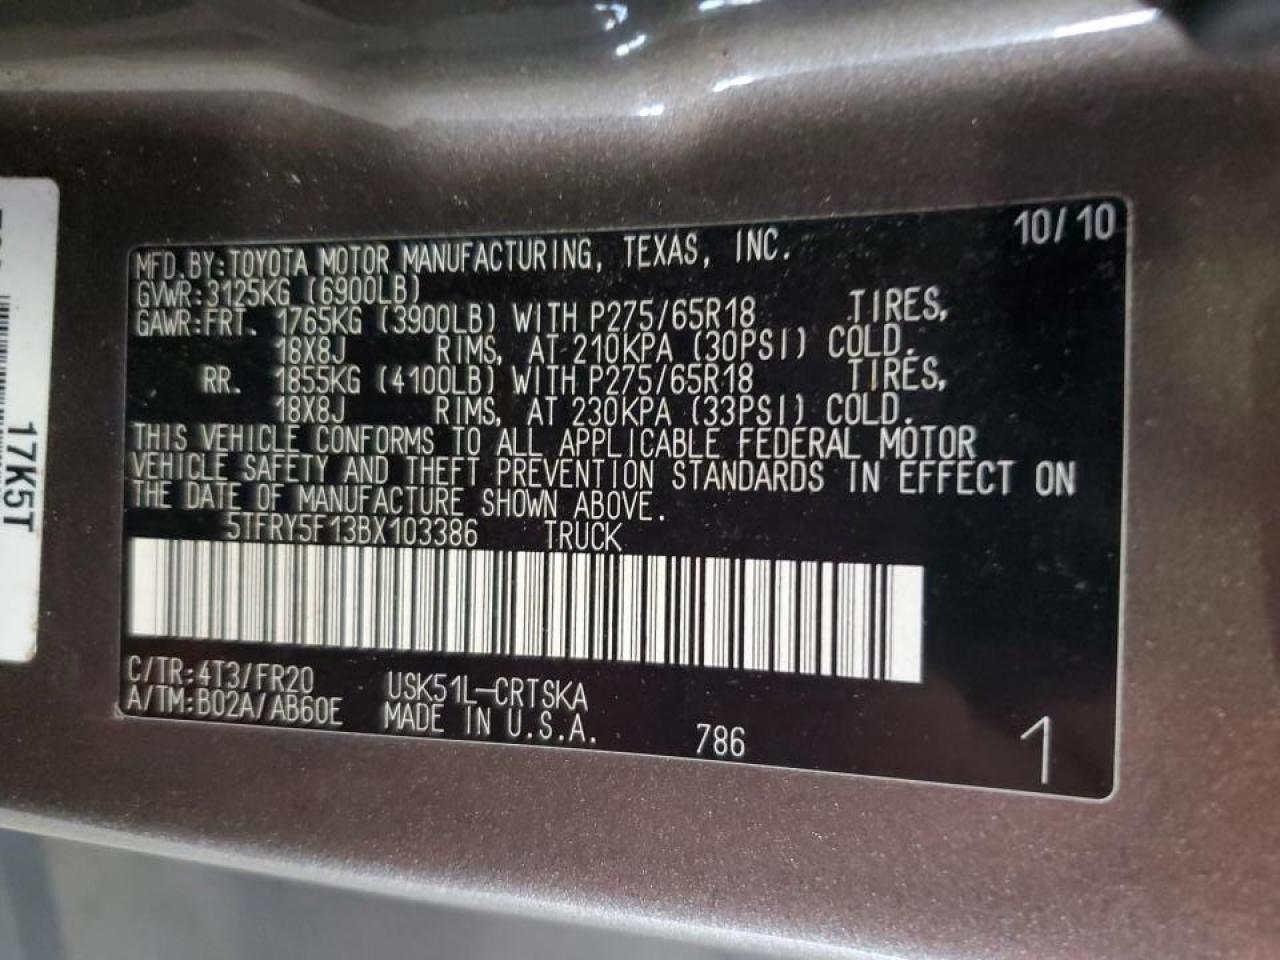 10/10
MFD.BY:TOYOTA MOTOR MANUFACTURING, TEXAS, INC.
GVWR:3125KG (6900LB)
GAWR:FRT. 1765KG (3900LB) WITH P275/65R18 TIRES,
18X8J RIMS, AT 210KPA (30PSI) COLD.
RR. 1855KG (4100LB) WITH P275/65R18 TIRES,
18X8J RIMS, AT 230KPA (33PSI) COLD.
THIS VEHICLE CONFORMS TO ALL APPLICABLE FEDERAL MOTOR
VEHICLE SAFETY AND THEFT PREVENTION STANDARDS IN EFFECT ON
THE DATE OF MANUFACTURE SHOWN ABOVE.
5TFRY5F13BX103386 TRUCK
C/TR:4T3/FR20 USK51L-CRTSKA
A/TM:B02A/AB60E MADE IN U.S.A. 786 1
17K5T